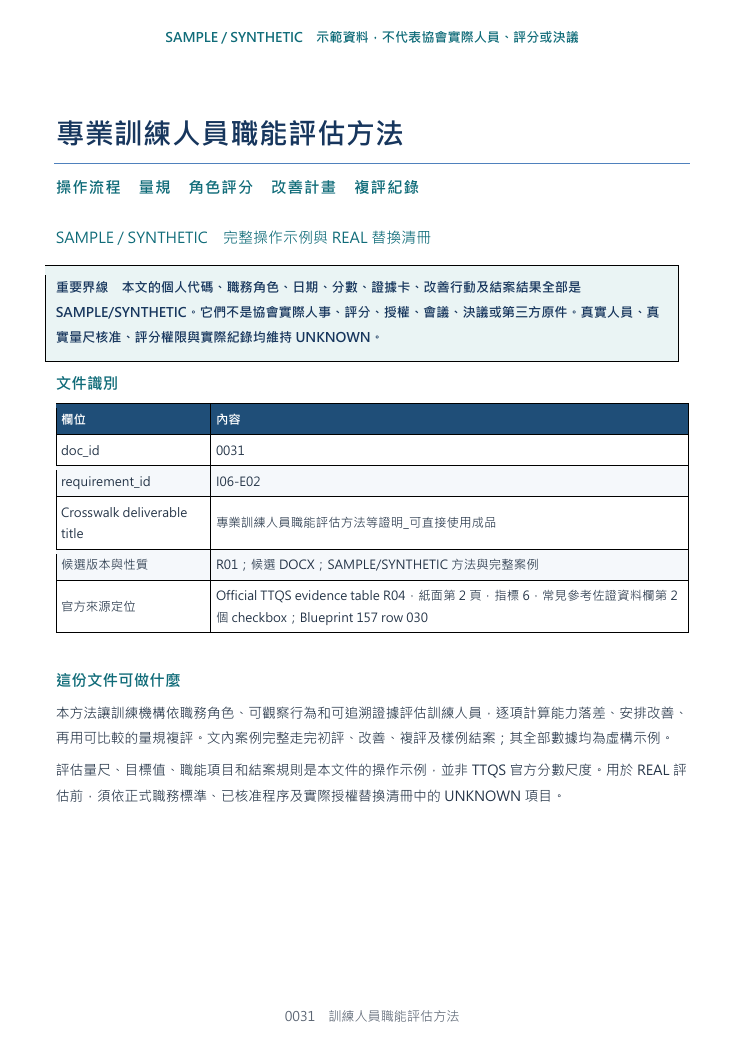 SAMPLE / SYNTHETIC　示範資料，不代表協會實際人員、評分或決議
專業訓練人員職能評估方法
操作流程　量規　角色評分　改善計畫　複評紀錄
SAMPLE / SYNTHETIC　完整操作示例與 REAL 替換清冊
重要界線　本文的個人代碼、職務角色、日期、分數、證據卡、改善行動及結案結果全部是
SAMPLE/SYNTHETIC。它們不是協會實際人事、評分、授權、會議、決議或第三方原件。真實人員、真
實量尺核准、評分權限與實際紀錄均維持 UNKNOWN。
文件識別
欄位　內容
doc_id　0031
requirement_id　I06-E02
Crosswalk deliverable
title　專業訓練人員職能評估方法等證明_可直接使用成品
候選版本與性質　R01；候選 DOCX；SAMPLE/SYNTHETIC 方法與完整案例
官方來源定位　Official TTQS evidence table R04，紙面第 2 頁，指標 6，常見參考佐證資料欄第 2
個 checkbox；Blueprint 157 row 030
這份文件可做什麼
本方法讓訓練機構依職務角色、可觀察行為和可追溯證據評估訓練人員，逐項計算能力落差、安排改善、
再用可比較的量規複評。文內案例完整走完初評、改善、複評及樣例結案；其全部數據均為虛構示例。
評估量尺、目標值、職能項目和結案規則是本文件的操作示例，並非 TTQS 官方分數尺度。用於 REAL 評
估前，須依正式職務標準、已核准程序及實際授權替換清冊中的 UNKNOWN 項目。
0031　訓練人員職能評估方法